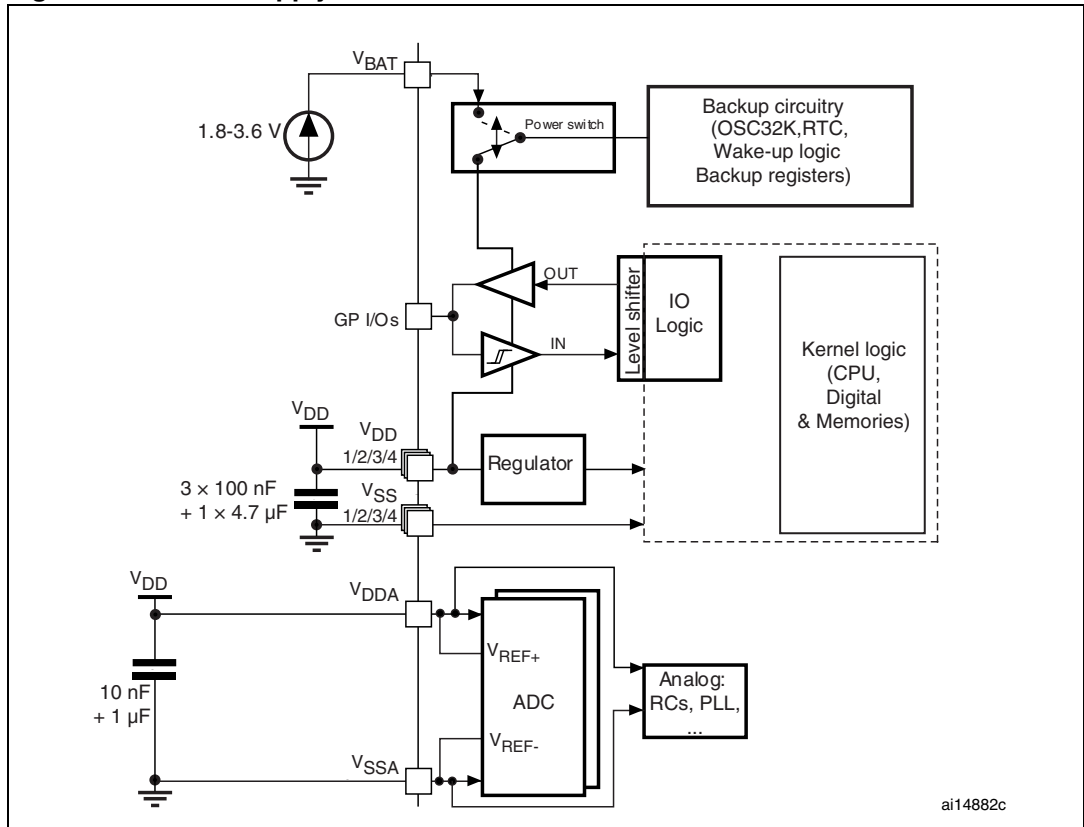 VBAT
1.8-3.6 V
Power switch
Backup circuitry
(OSC32K,RTC,
Wake-up logic
Backup registers)
GP I/Os
OUT
IN
Level shifter
IO
Logic
Kernel logic
(CPU,
Digital
& Memories)
VDD
VDD
1/2/3/4
Regulator
VSS
1/2/3/4
3 × 100 nF
+ 1 × 4.7 µF
VDD
VDDA
VREF+
ADC
VREF-
Analog:
RCs, PLL,
...
10 nF
+ 1 µF
VSSA
ai14882c